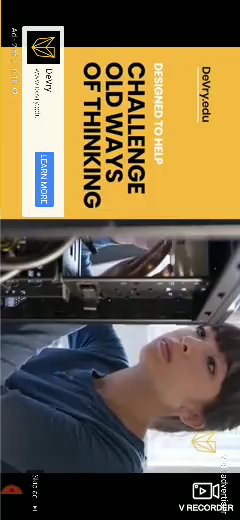 DeVry.edu
DESIGNED TO HELP
CHALLENGE
OLD WAYS
OF THINKING
DeVry
LEARN MORE
V RECORDER